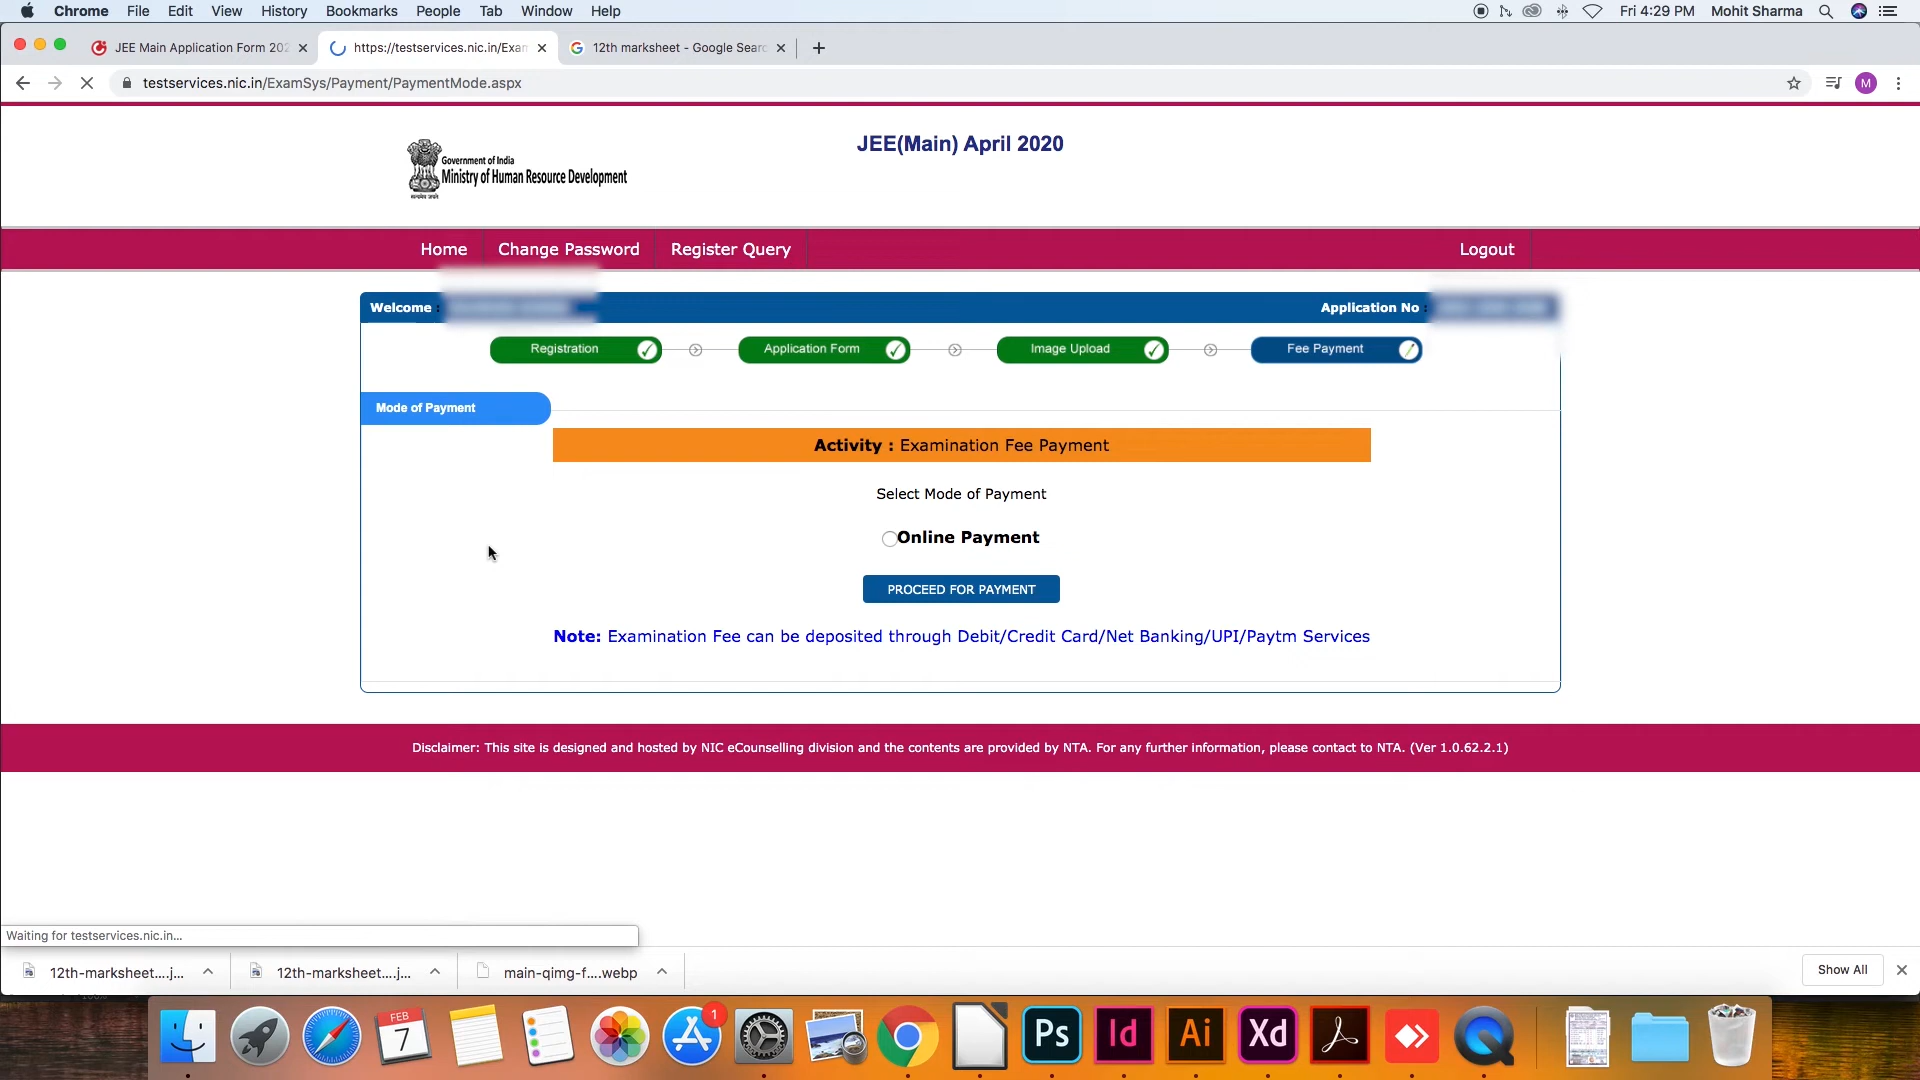 Chrome File Edit View History Bookmarks People Tab Window Help Fri 4:29 PM Mohit Sharma
JEE Main Application Form 202 https://testservices.nic.in/Exam 12th marksheet - Google Searc
testservices.nic.in/ExamSys/Payment/PaymentMode.aspx M
JEE(Main) April 2020
Government of India
Ministry of Human Resource Development
सत्यमेव जयते
Home Change Password Register Query Logout
Welcome : Application No :
Registration Application Form Image Upload Fee Payment
Mode of Payment
Activity : Examination Fee Payment
Select Mode of Payment
Online Payment
PROCEED FOR PAYMENT
Note: Examination Fee can be deposited through Debit/Credit Card/Net Banking/UPI/Paytm Services
Disclaimer: This site is designed and hosted by NIC eCounselling division and the contents are provided by NTA. For any further information, please contact to NTA. (Ver 1.0.62.2.1)
Waiting for testservices.nic.in...
12th-marksheet....j... 12th-marksheet....j... main-qimg-f....webp Show All
FEB
7
1
Ps Id Ai Xd